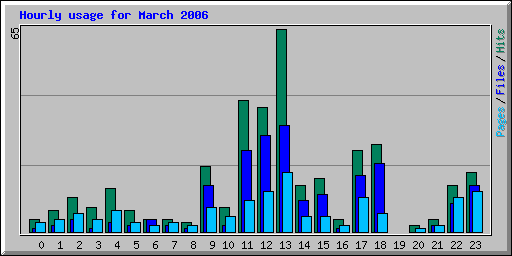 Hourly usage for March 2006
65
Pages / Files / Hits
0 1 2 3 4 5 6 7 8 9 10 11 12 13 14 15 16 17 18 19 20 21 22 23